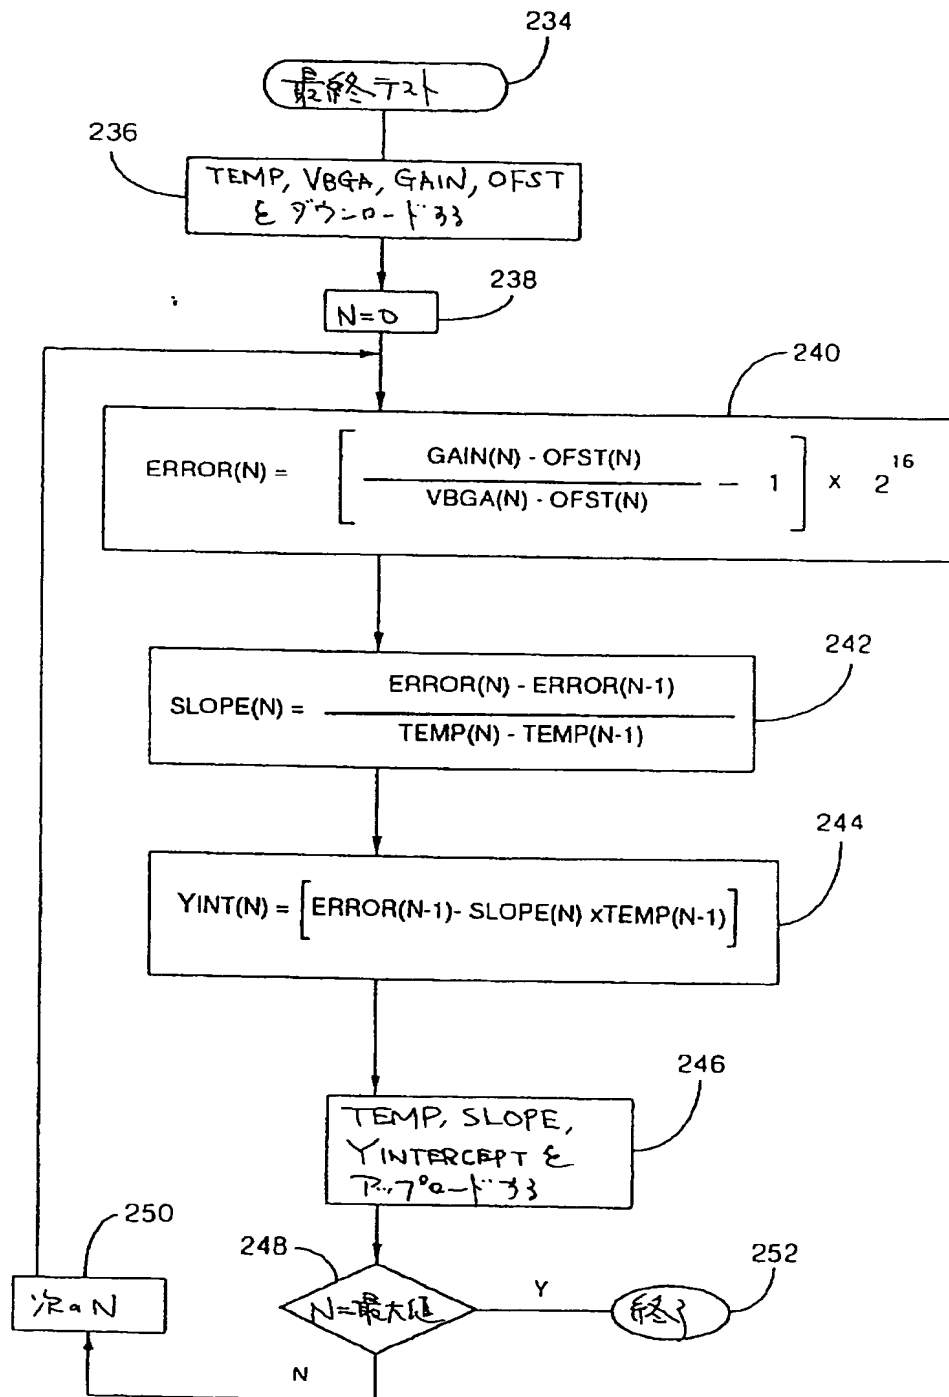 234
最終テスト
236
TEMP, VBGA, GAIN, OFST
をダウンロードする
238
N=0
240
ERROR(N) = [ GAIN(N) - OFST(N) / VBGA(N) - OFST(N) - 1 ] x 2^16
242
SLOPE(N) = ERROR(N) - ERROR(N-1) / TEMP(N) - TEMP(N-1)
244
YINT(N) = [ERROR(N-1)- SLOPE(N) xTEMP(N-1)]
246
TEMP, SLOPE,
YINTERCEPT を
アップロードする
250
248
252
次のN
N=最大値
Y
終了
N